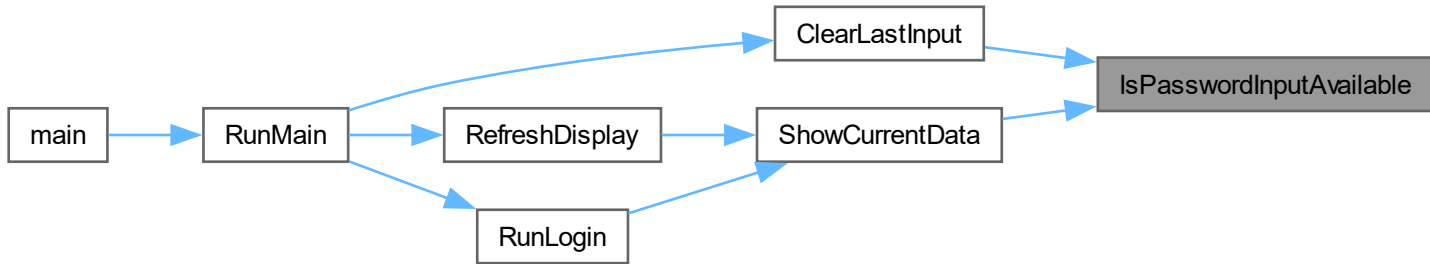 main
RunMain
ClearLastInput
RefreshDisplay
RunLogin
ShowCurrentData
IsPasswordInputAvailable